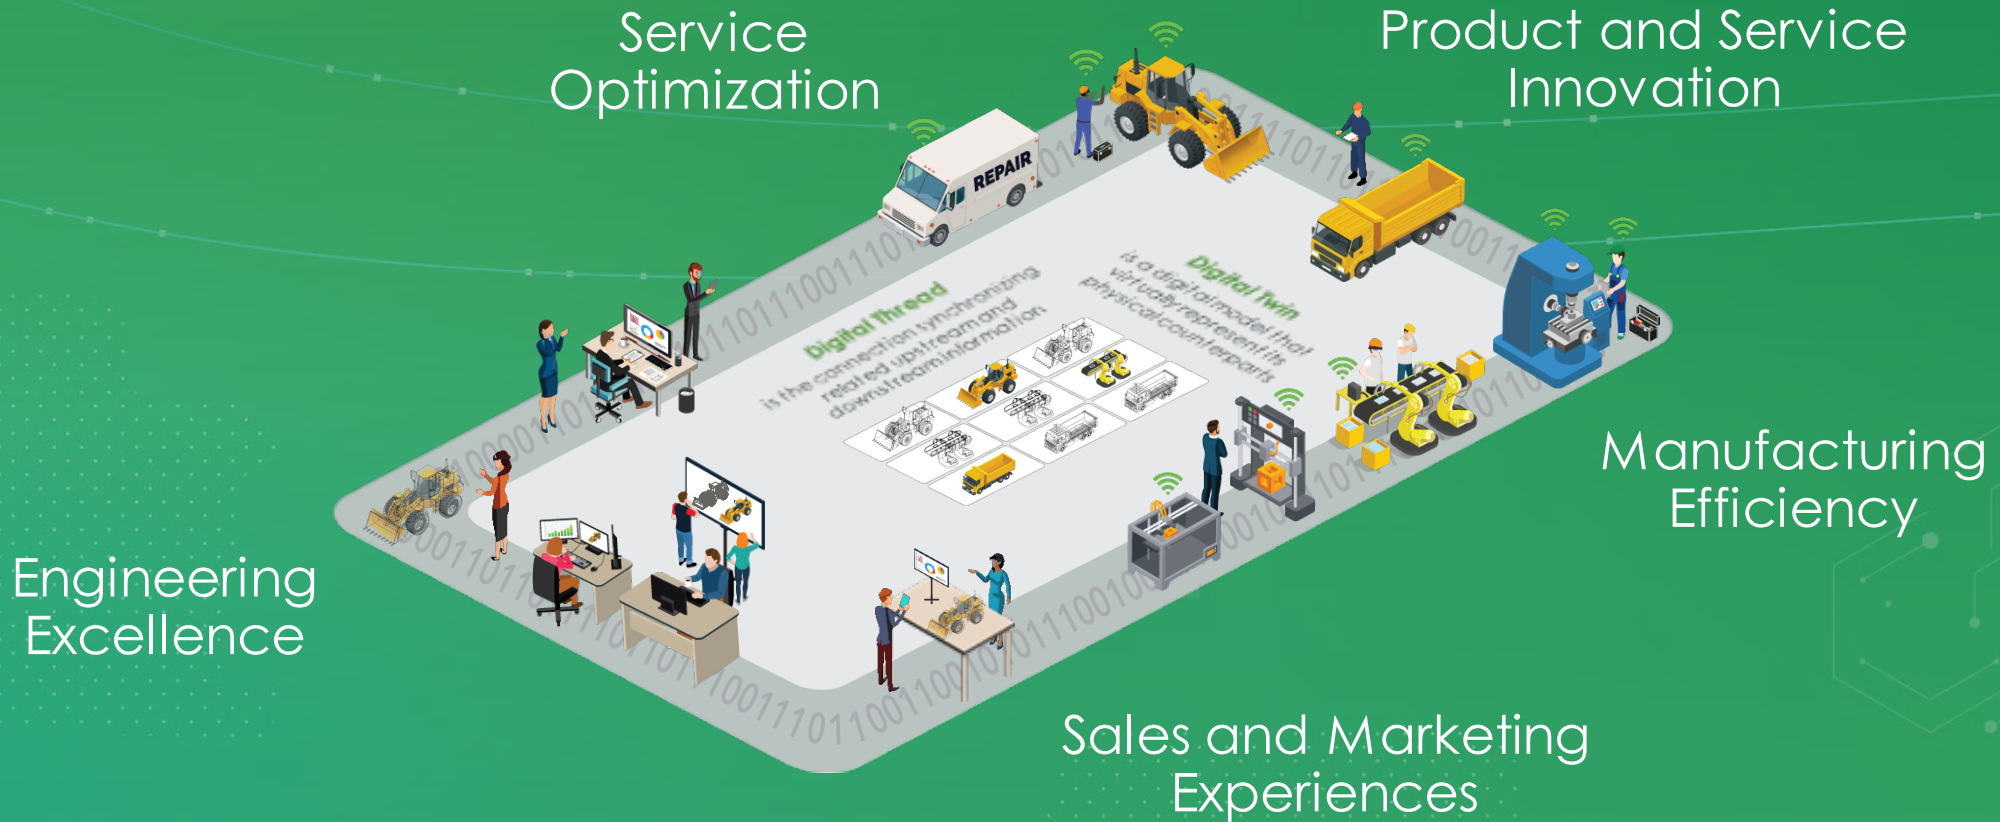 Service
Optimization
Product and Service
Innovation
REPAIR
Digital Thread
is the connection synchronizing
related upstream and
downstream information
Digital Twin
is a digital model that
virtually represent its
physical counterparts
Manufacturing
Efficiency
Engineering
Excellence
Sales and Marketing
Experiences